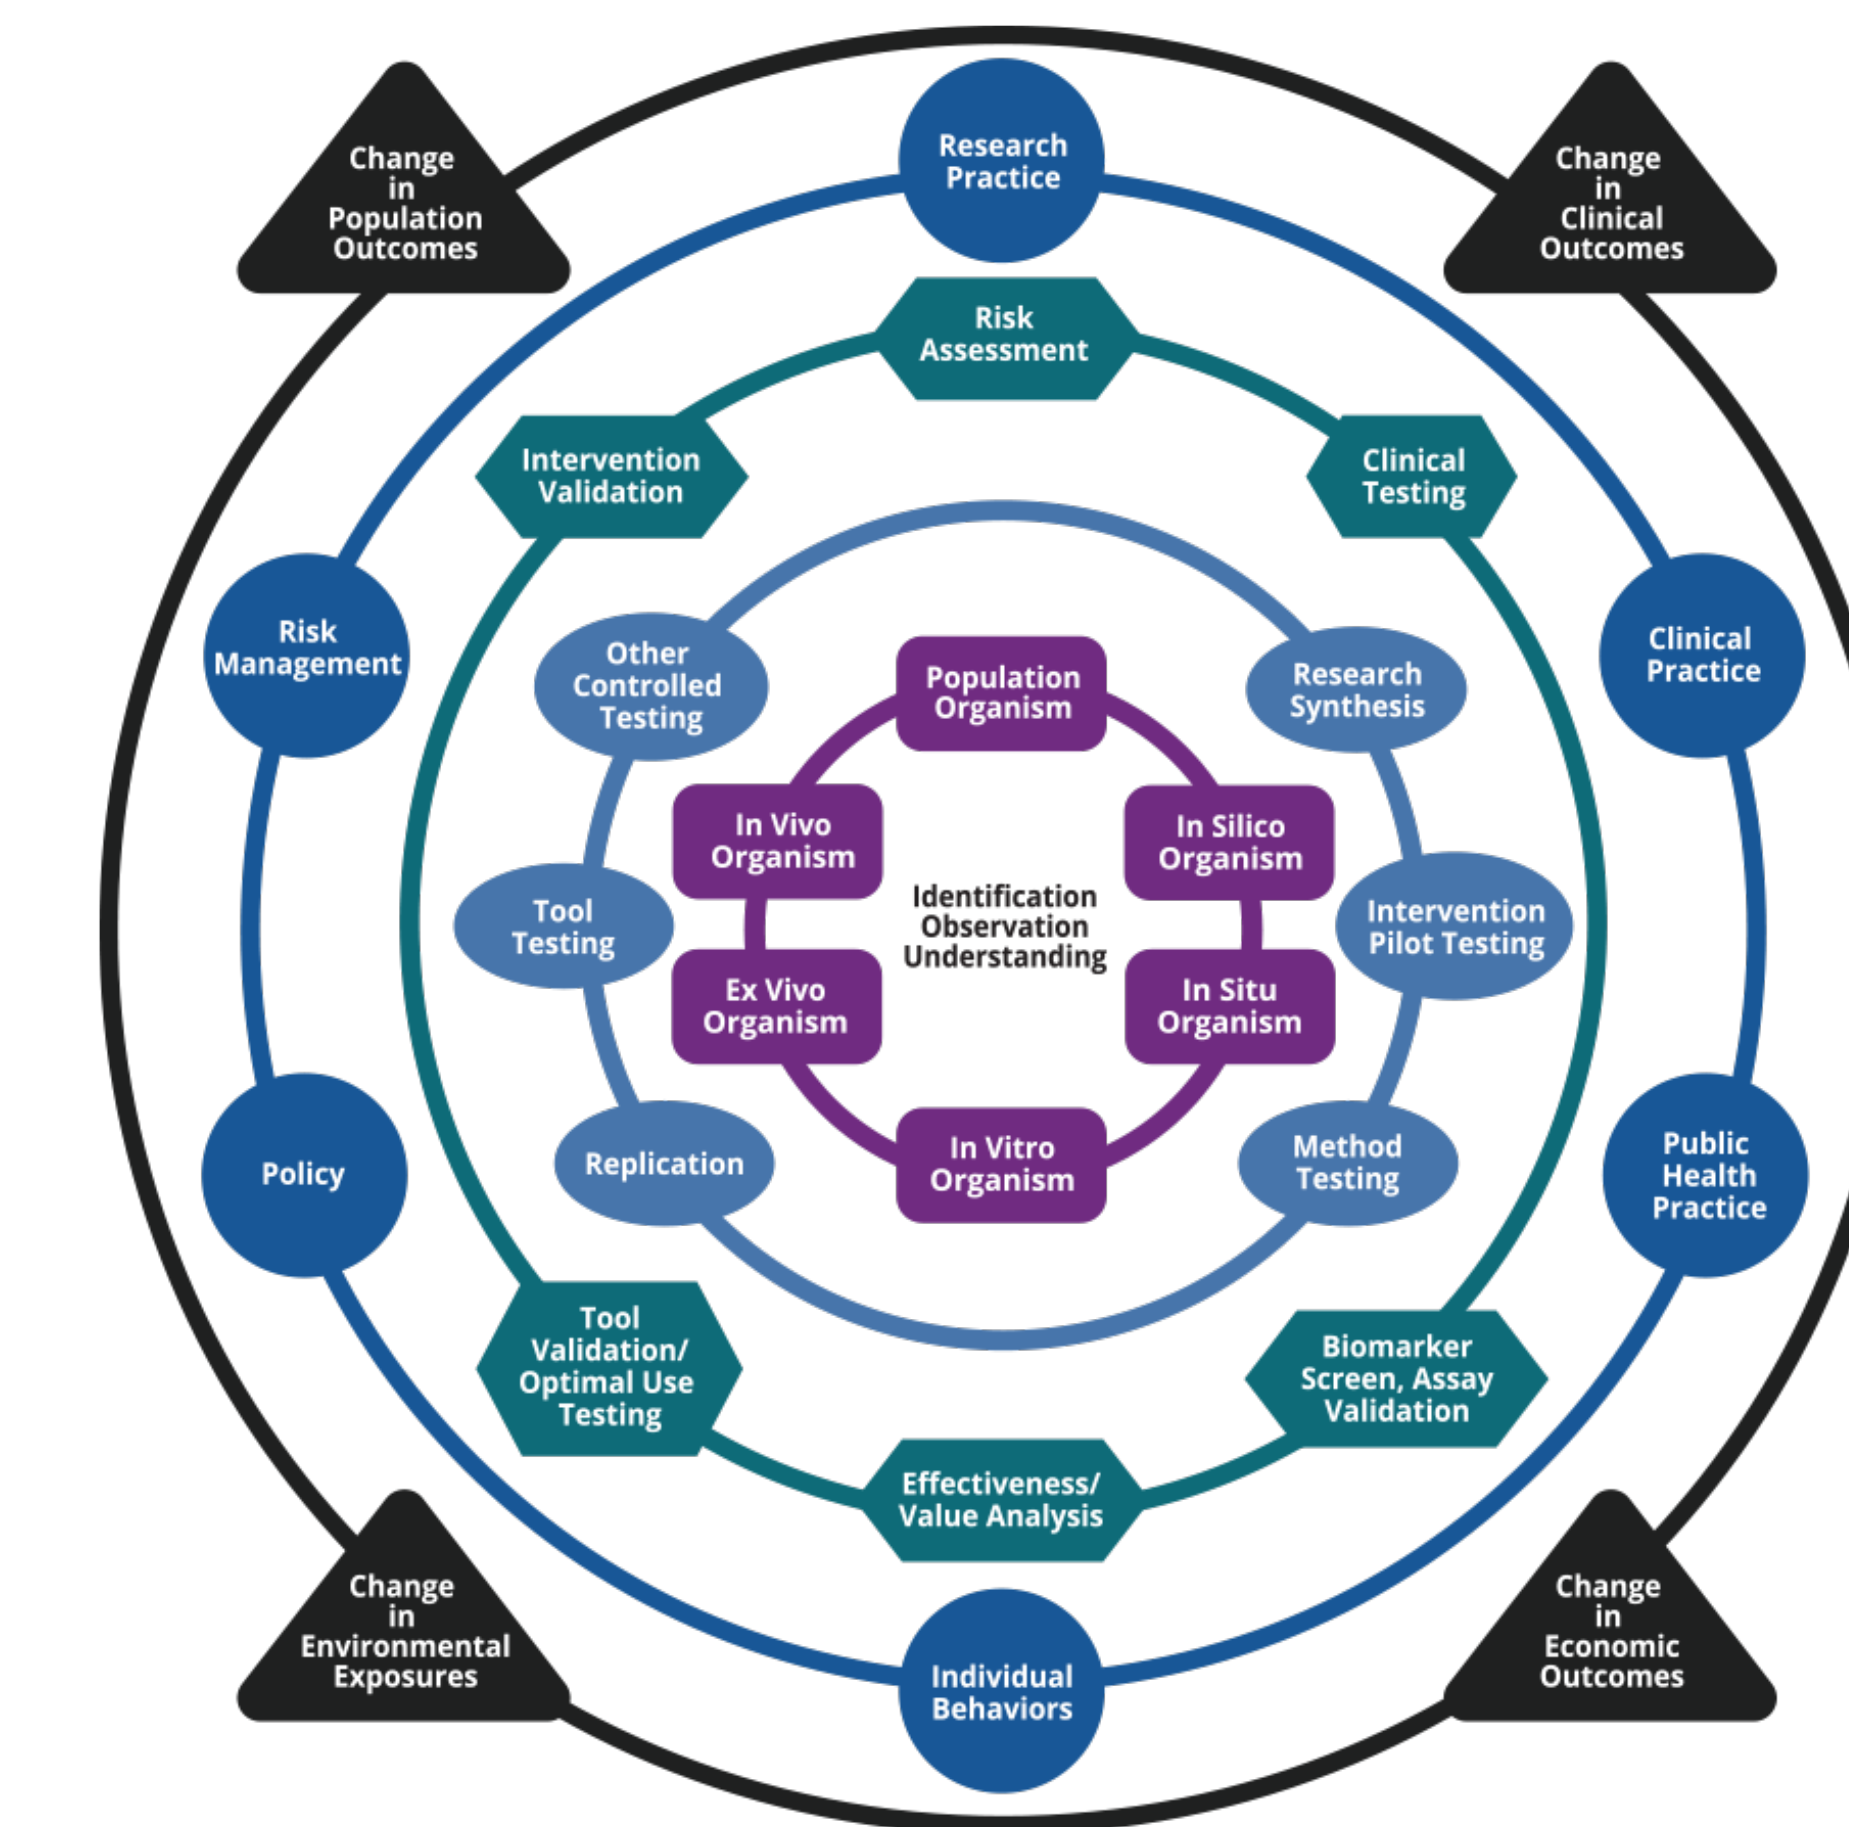 Change
in
Population
Outcomes
Research
Practice
Change
in
Clinical
Outcomes
Risk
Assessment
Intervention
Validation
Clinical
Testing
Risk
Management
Other
Controlled
Testing
Population
Organism
Research
Synthesis
Clinical
Practice
In Vivo
Organism
In Silico
Organism
Tool
Testing
Identification
Observation
Understanding
Intervention
Pilot Testing
Ex Vivo
Organism
In Situ
Organism
Policy
Replication
In Vitro
Organism
Method
Testing
Public
Health
Practice
Tool
Validation/
Optimal Use
Testing
Biomarker
Screen, Assay
Validation
Effectiveness/
Value Analysis
Change
in
Environmental
Exposures
Individual
Behaviors
Change
in
Economic
Outcomes